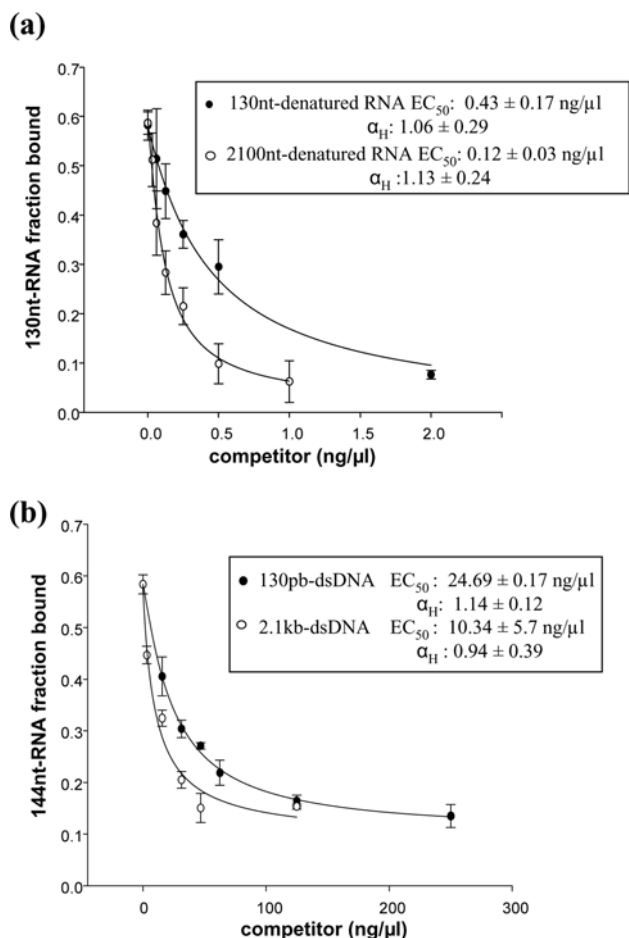 (a)
0.7
0.6
0.5
0.4
0.3
0.2
0.1
0.0
130nt-RNA fraction bound
130nt-denatured RNA EC50: 0.43 ± 0.17 ng/µl
αH: 1.06 ± 0.29
2100nt-denatured RNA EC50: 0.12 ± 0.03 ng/µl
αH :1.13 ± 0.24
0.0 0.5 1.0 1.5 2.0
competitor (ng/µl)
(b)
0.7
0.6
0.5
0.4
0.3
0.2
0.1
0.0
144nt-RNA fraction bound
130pb-dsDNA EC50 : 24.69 ± 0.17 ng/µl
αH: 1.14 ± 0.12
2.1kb-dsDNA EC50 : 10.34 ± 5.7 ng/µl
αH : 0.94 ± 0.39
0 100 200 300
competitor (ng/µl)